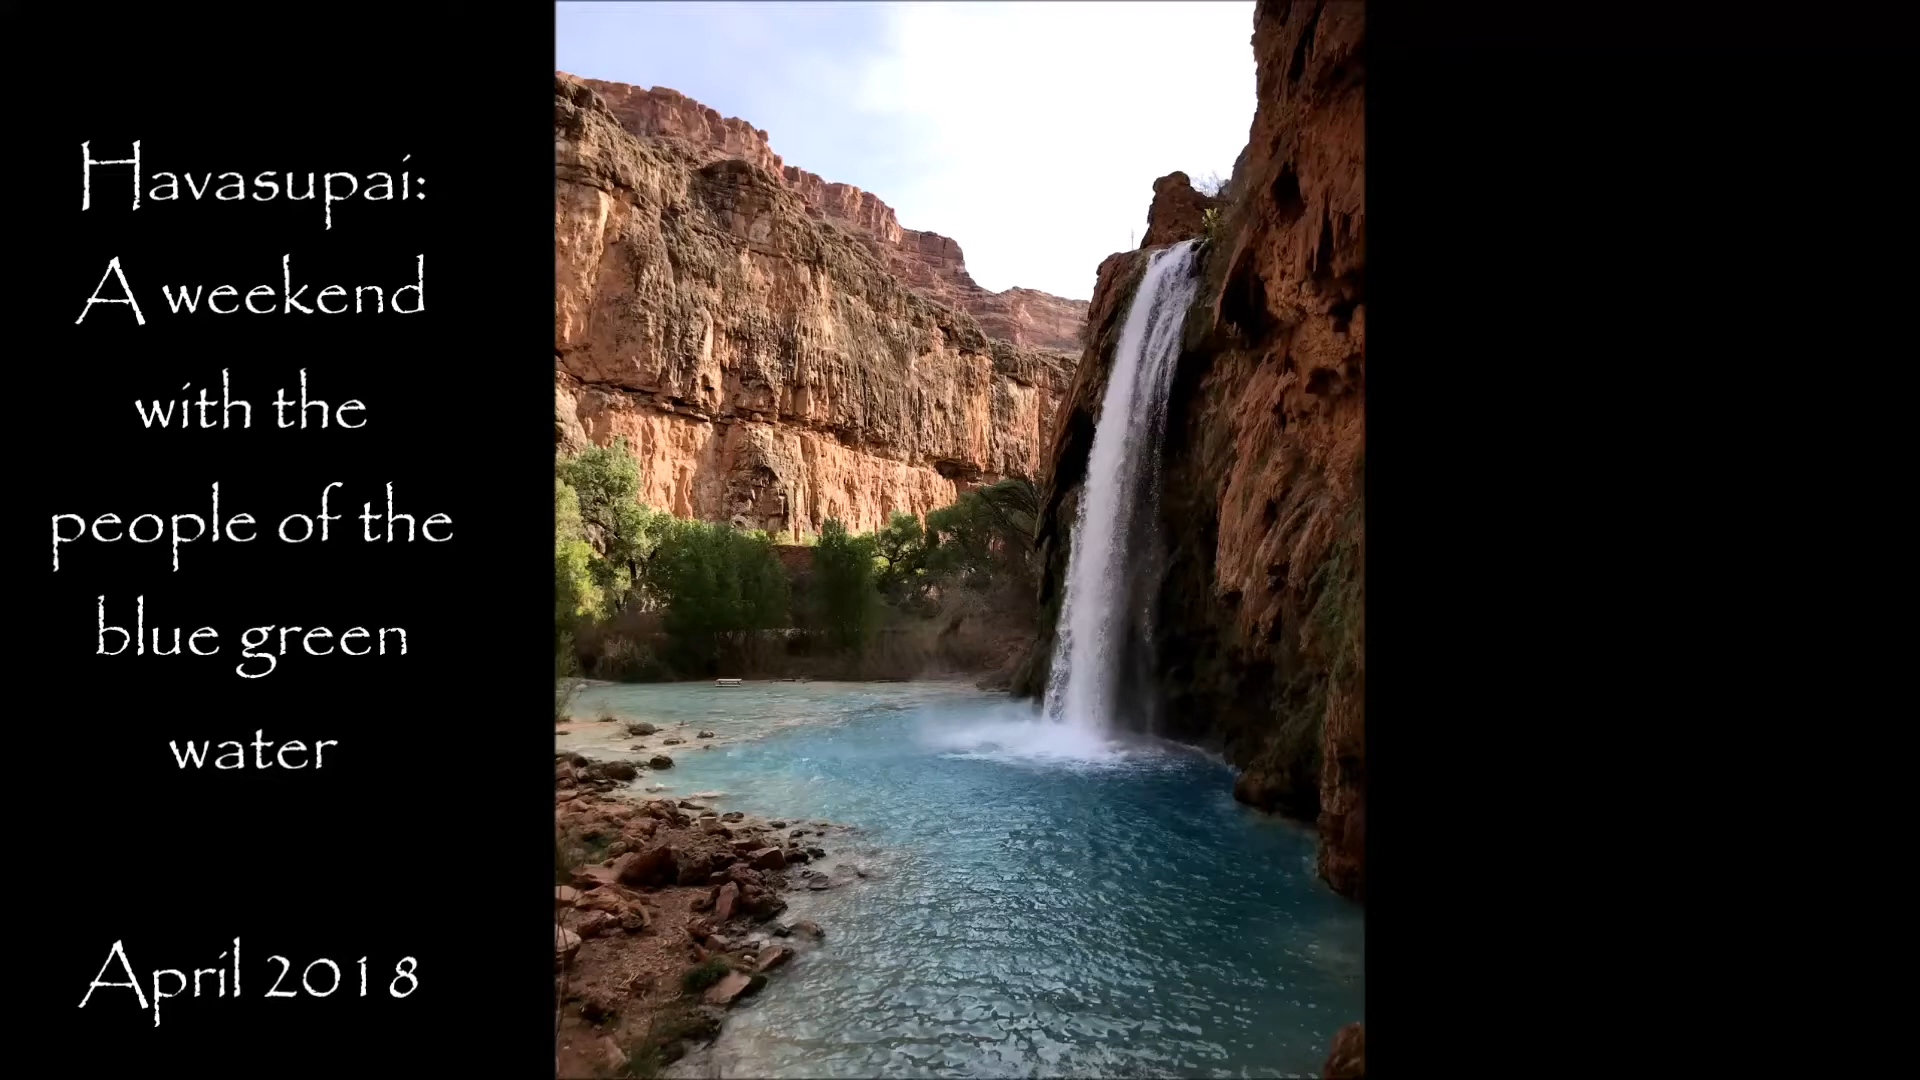 Havasupai:
A weekend
with the
people of the
blue green
water
April 2018